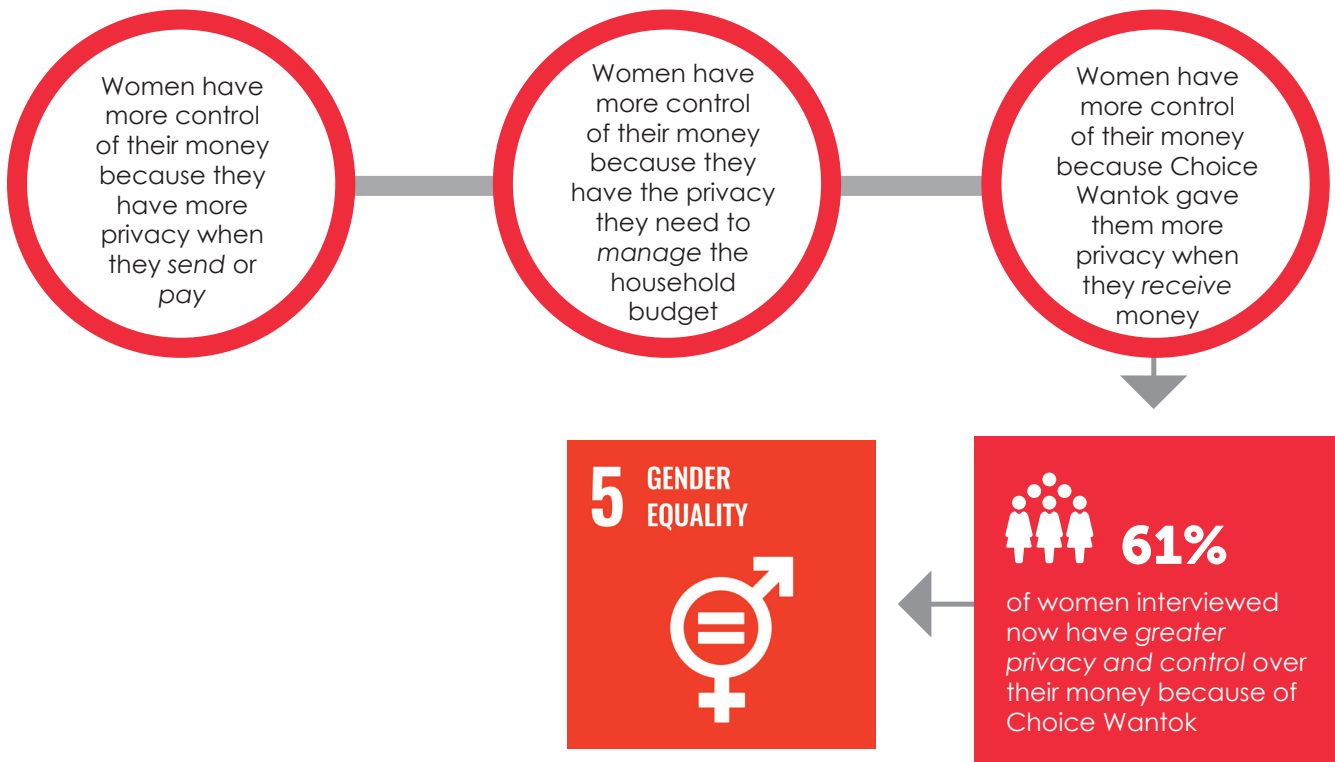 Women have
more control
of their money
because they
have more
privacy when
they send or
pay
Women have
more control
of their money
because they
have the privacy
they need to
manage the
household
budget
Women have
more control
of their money
because Choice
Wantok gave
them more
privacy when
they receive
money
5 GENDER
EQUALITY
61%
of women interviewed
now have greater
privacy and control over
their money because of
Choice Wantok